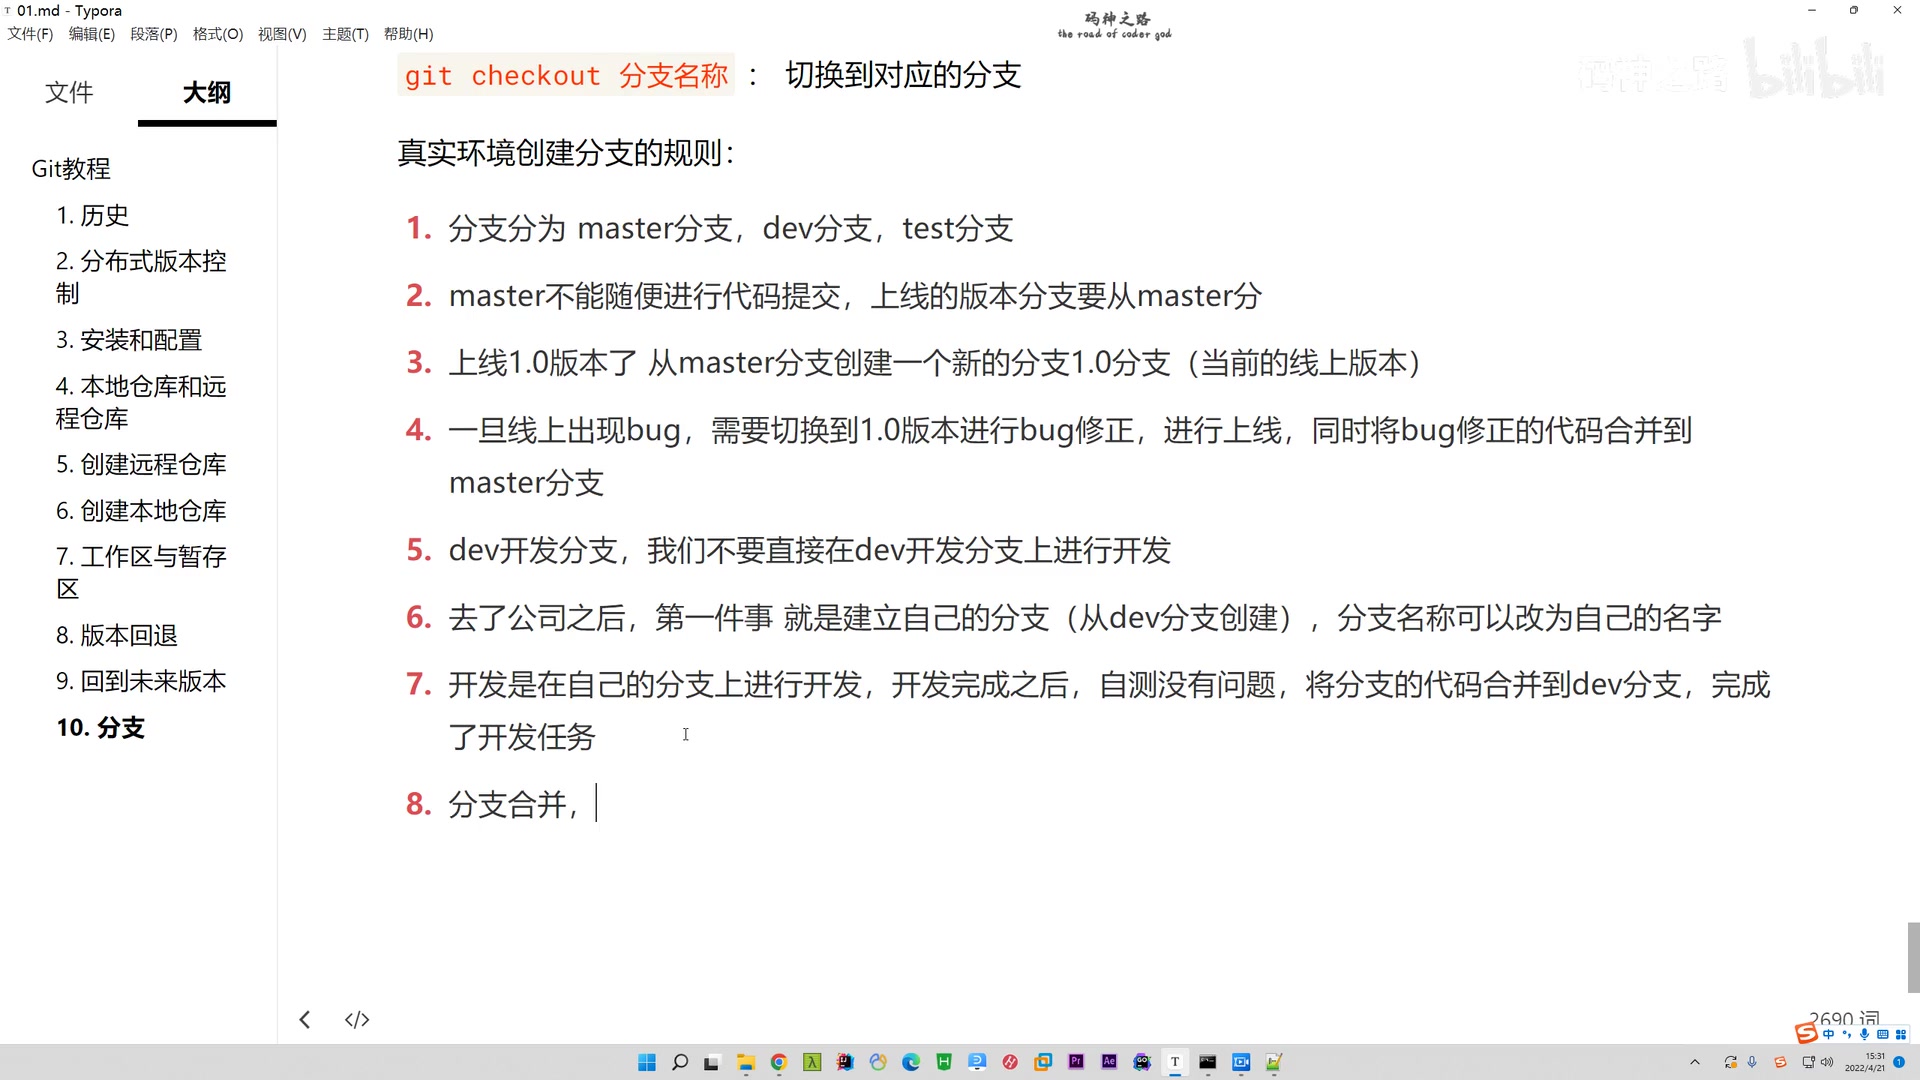 01.md - Typora
文件(F) 编辑(E) 段落(P) 格式(O) 视图(V) 主题(T) 帮助(H)
码神之路
the road of coder god
码神之路 bilibili
文件 大纲
Git教程
1. 历史
2. 分布式版本控
制
3. 安装和配置
4. 本地仓库和远
程仓库
5. 创建远程仓库
6. 创建本地仓库
7. 工作区与暂存
区
8. 版本回退
9. 回到未来版本
10. 分支
git checkout 分支名称 ： 切换到对应的分支
真实环境创建分支的规则：
1. 分支分为 master分支，dev分支，test分支
2. master不能随便进行代码提交，上线的版本分支要从master分
3. 上线1.0版本了 从master分支创建一个新的分支1.0分支（当前的线上版本）
4. 一旦线上出现bug，需要切换到1.0版本进行bug修正，进行上线，同时将bug修正的代码合并到
master分支
5. dev开发分支，我们不要直接在dev开发分支上进行开发
6. 去了公司之后，第一件事 就是建立自己的分支（从dev分支创建），分支名称可以改为自己的名字
7. 开发是在自己的分支上进行开发，开发完成之后，自测没有问题，将分支的代码合并到dev分支，完成
了开发任务
8. 分支合并，
</> 2690 词
中
15:31
2022/4/21
1